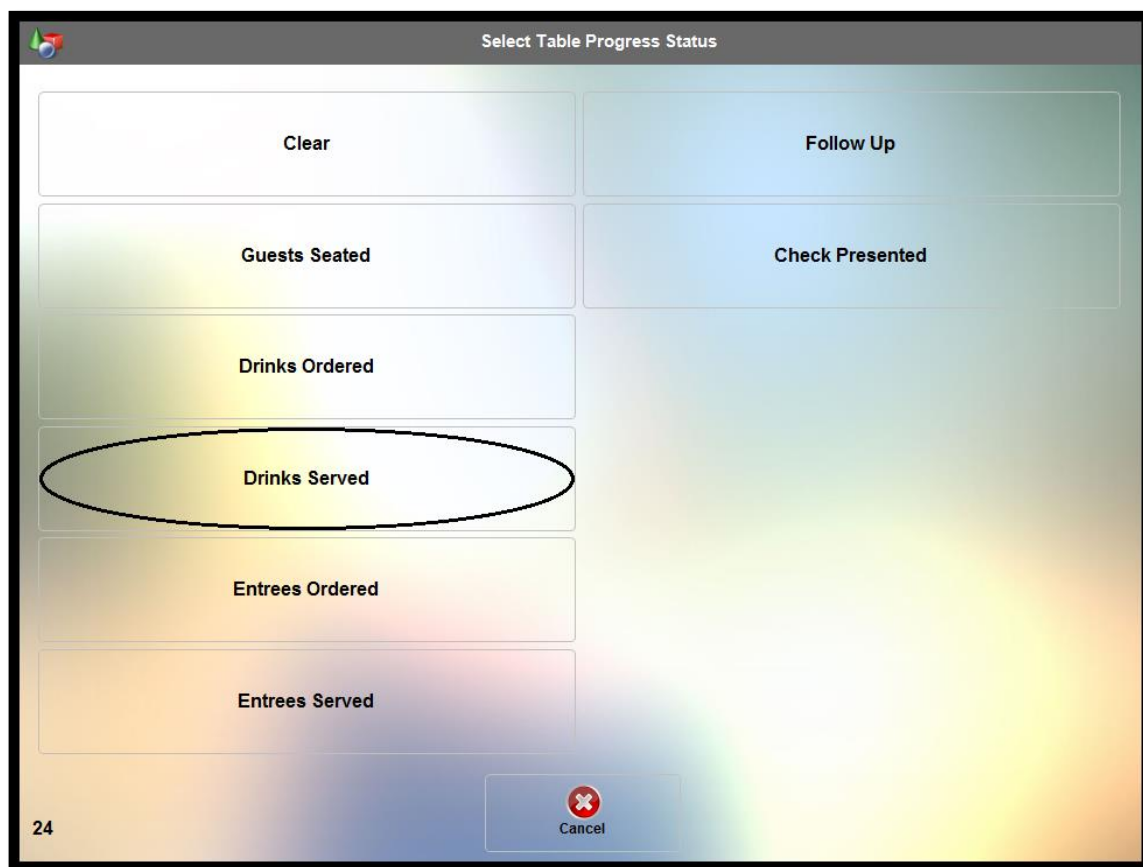 Select Table Progress Status
Clear
Follow Up
Guests Seated
Check Presented
Drinks Ordered
Drinks Served
Entrees Ordered
Entrees Served
24
Cancel